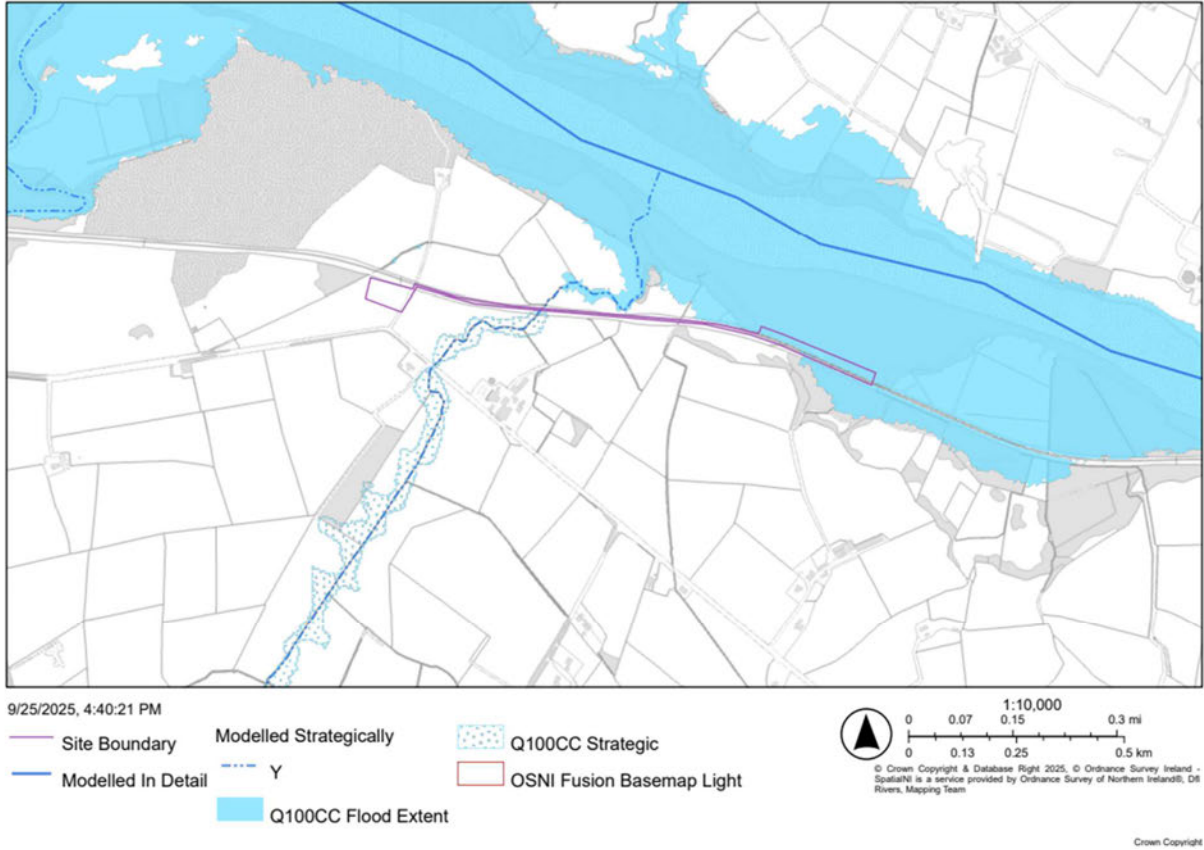 9/25/2025, 4:40:21 PM
Site Boundary
Modelled In Detail
Modelled Strategically
Y
Q100CC Flood Extent
Q100CC Strategic
OSNI Fusion Basemap Light
1:10,000
0 0.07 0.15 0.3 mi
0 0.13 0.25 0.5 km
© Crown Copyright & Database Right 2025, © Ordnance Survey Ireland -
SpatialNI is a service provided by Ordnance Survey of Northern Ireland®, DfI
Rivers, Mapping Team
Crown Copyright